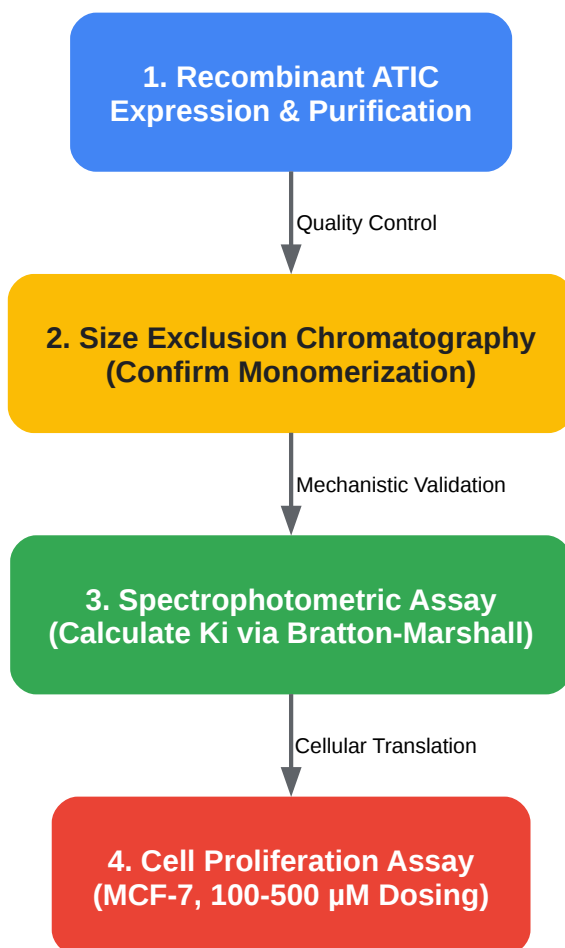 1. Recombinant ATIC
Expression & Purification
Quality Control
2. Size Exclusion Chromatography
(Confirm Monomerization)
Mechanistic Validation
3. Spectrophotometric Assay
(Calculate Ki via Bratton-Marshall)
Cellular Translation
4. Cell Proliferation Assay
(MCF-7, 100-500 µM Dosing)